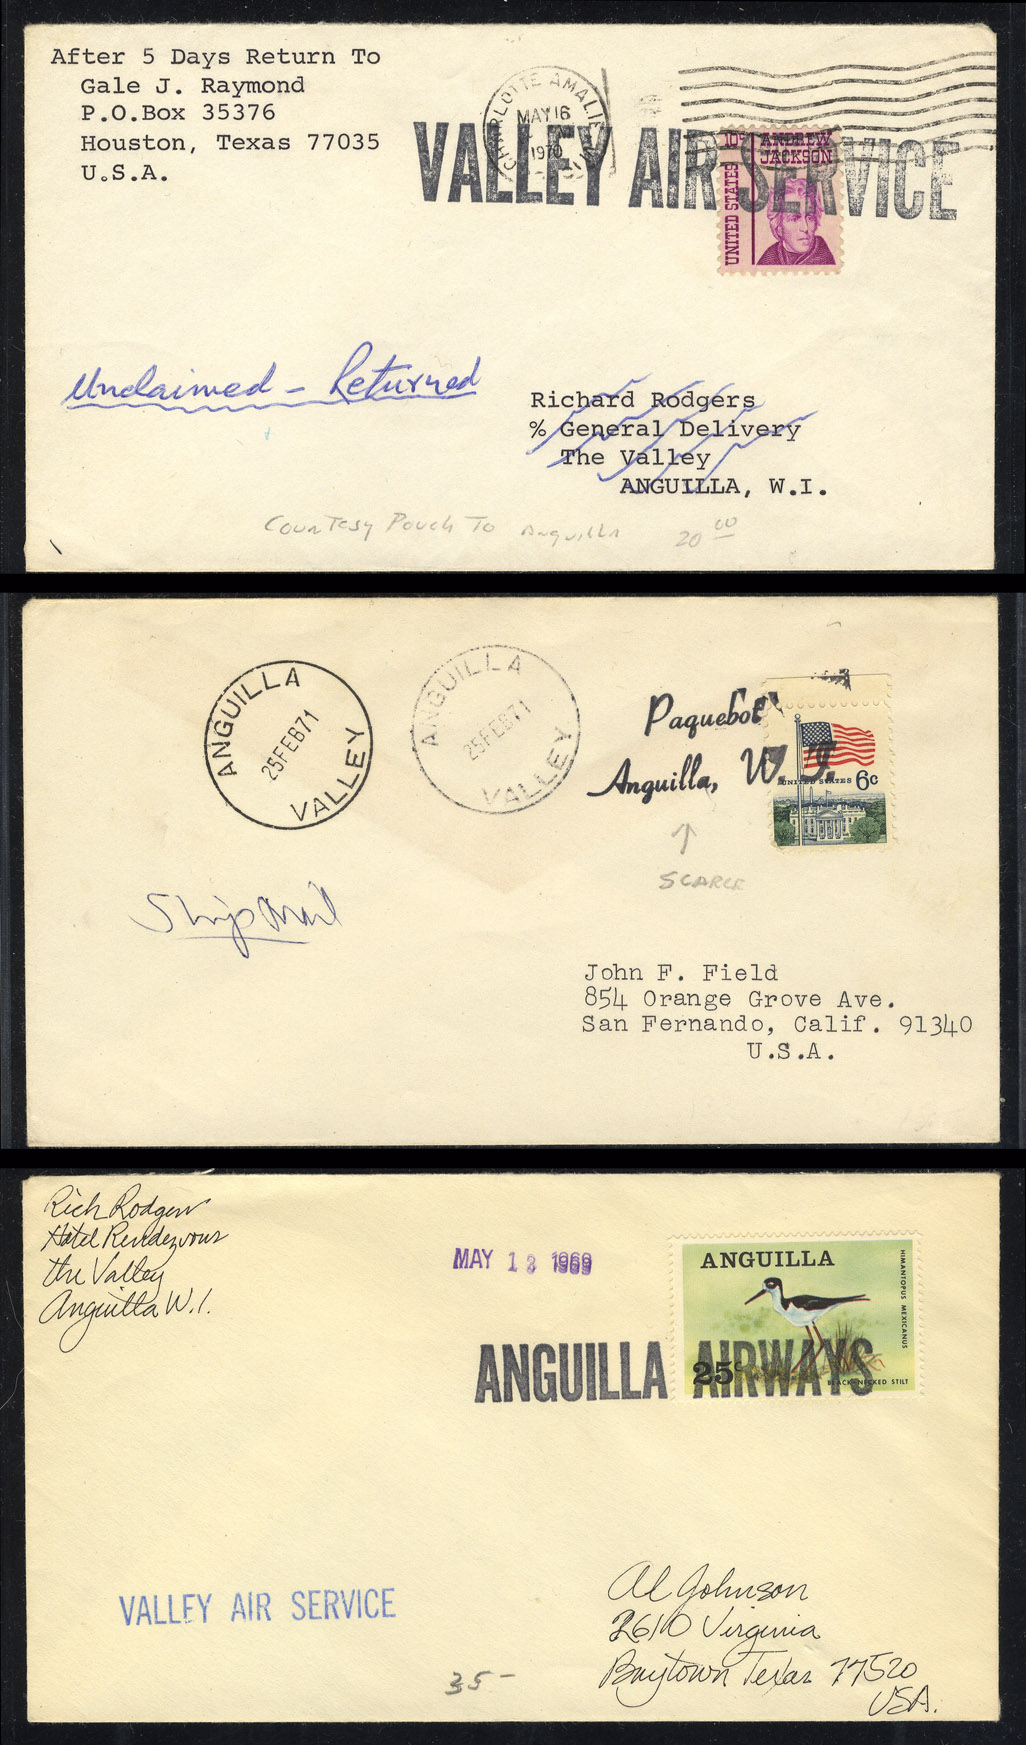 After 5 Days Return To
Gale J. Raymond
P.O.Box 35376
Houston, Texas 77035
U.S.A.
CHARLOTTE AMALIE
MAY 16
1970
VALLEY AIR SERVICE
10c ANDREW JACKSON
UNITED STATES
Unclaimed - Returned
Richard Rodgers
% General Delivery
The Valley
ANGUILLA, W.I.
Courtesy Pouch To Anguilla 20 00
ANGUILLA
25FEB71
VALLEY
ANGUILLA
25FEB71
VALLEY
Paquebot
Anguilla, W. I.
UNITED STATES 6c
SCARCE
Ship Mail
John F. Field
854 Orange Grove Ave.
San Fernando, Calif. 91340
U.S.A.
Rich Rodgers
Hotel Rendezvous
The Valley
Anguilla W.I.
MAY 13 1969
ANGUILLA
HIMANTOPUS MEXICANUS
ANGUILLA AIRWAYS
25c
BLACK-NECKED STILT
VALLEY AIR SERVICE
Al Johnson
2610 Virginia
Baytown Texas 77520
USA.
35-